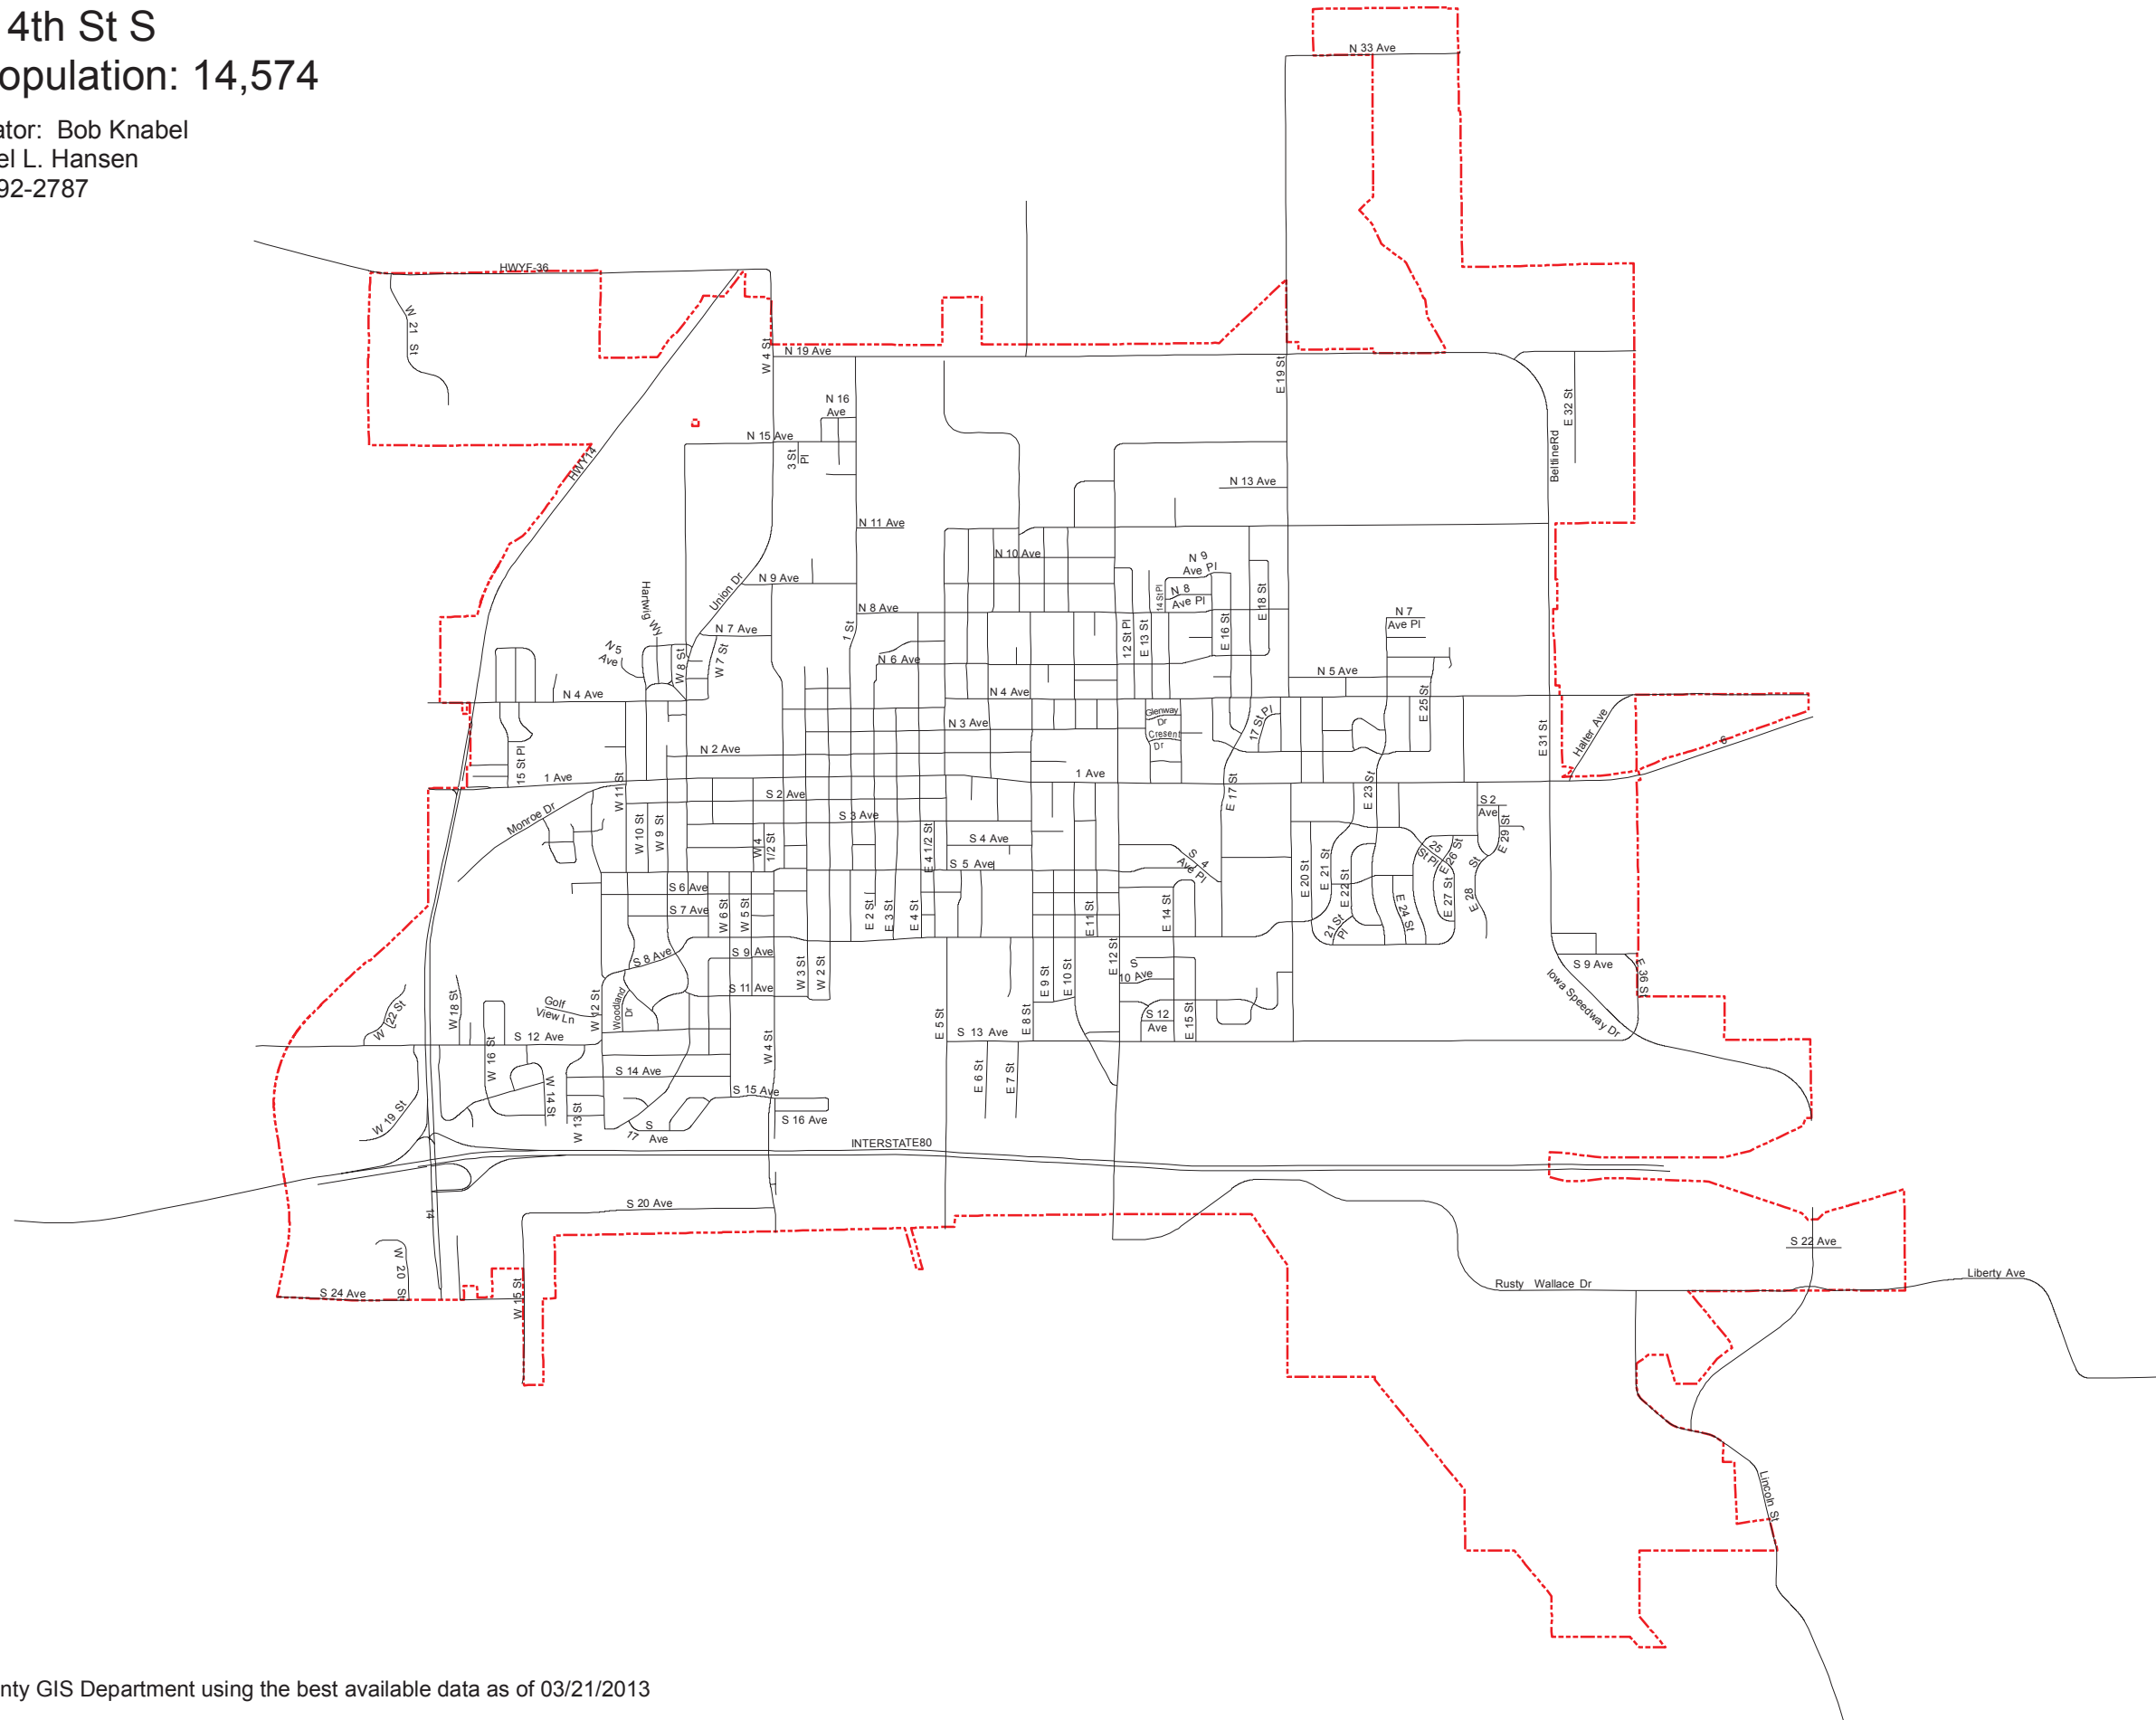 4th St S
opulation: 14,574
ator: Bob Knabel
el L. Hansen
92-2787
N 33 Ave
HWYF-36
W 21 St
W 4 St
N 19 Ave
E 19 St
E 32 St
N 16
Ave
N 15 Ave
3 St
Pl
HWY14
BeltlineRd
N 13 Ave
N 11 Ave
N 10 Ave
N 9
Ave Pl
N 9 Ave
Union Dr
Hartwig Wy
14 St Pl
N 8
Ave Pl
E 18 St
N 8 Ave
N 7
Ave Pl
N 7 Ave
1 St
12 St Pl
E 13 St
E 16 St
N 5
Ave
W 8 St
W 7 St
N 6 Ave
N 5 Ave
N 4 Ave
N 4 Ave
E 25 St
Glenway
Dr
Cresent
Dr
17 St Pl
N 3 Ave
N 2 Ave
E 31 St
Halter Ave
6
15 St Pl
1 Ave
1 Ave
W 11 St
E 17 St
E 23 St
S 2 Ave
S 2
Ave
Monroe Dr
S 3 Ave
W 10 St
W 9 St
W 4
1/2 St
E 4 1/2 St
S 4 Ave
S 4
Ave Pl
E 29 St
25
St Pl
E 26 St
S 5 Ave
E 20 St
E 21 St
E 22 St
E 27 St
E 28 St
S 6 Ave
S 7 Ave
W 6 St
W 5 St
E 2 St
E 3 St
E 4 St
E 11 St
E 14 St
E 24 St
21 St
Pl
S 8 Ave
S 9 Ave
W 3 St
W 2 St
E 12 St
S
10 Ave
S 9 Ave
E 36 St
E 9 St
E 10 St
S 11 Ave
Iowa Speedway Dr
W 22 St
W 18 St
Golf
View Ln
W 12 St
Woodland
Dr
S 12
Ave
E 15 St
E 5 St
E 8 St
S 13 Ave
S 12 Ave
W 16 St
W 4 St
S 14 Ave
E 6 St
E 7 St
W 14 St
S 15 Ave
W 19 St
W 13 St
S 16 Ave
17
S
Ave
INTERSTATE80
S 20 Ave
14
S 22 Ave
W 20 St
W 15 St
S 24 Ave
Rusty Wallace Dr
Liberty Ave
Lincoln St
nty GIS Department using the best available data as of 03/21/2013